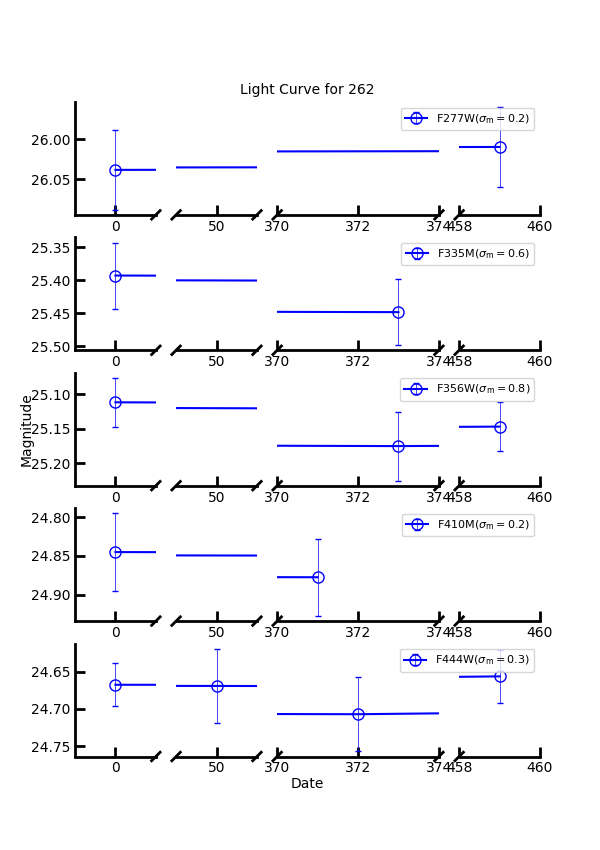 Light Curve for 262
F277W(σm = 0.2)
26.00
26.05
0 50 370 372 374 458 460
F335M(σm = 0.6)
25.35
25.40
25.45
25.50
0 50 370 372 374 458 460
F356W(σm = 0.8)
25.10
25.15
25.20
Magnitude
0 50 370 372 374 458 460
F410M(σm = 0.2)
24.80
24.85
24.90
0 50 370 372 374 458 460
F444W(σm = 0.3)
24.65
24.70
24.75
0 50 370 372 374 458 460
Date